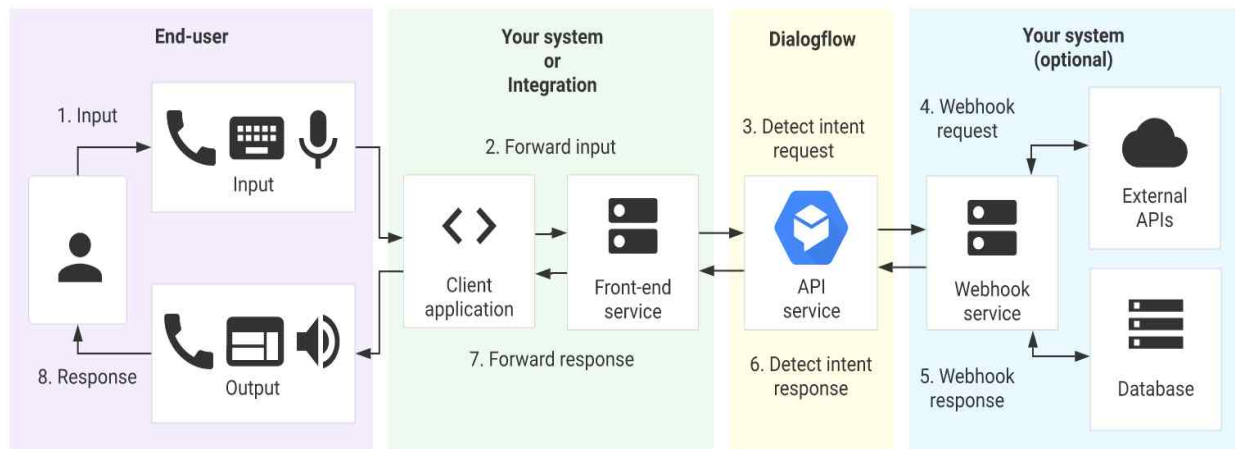 End-user
1. Input
Input
8. Response
Output
Your system
or
Integration
2. Forward input
Client
application
Front-end
service
7. Forward response
Dialogflow
3. Detect intent
request
API
service
6. Detect intent
response
Your system
(optional)
4. Webhook
request
External
APIs
Webhook
service
5. Webhook
response
Database